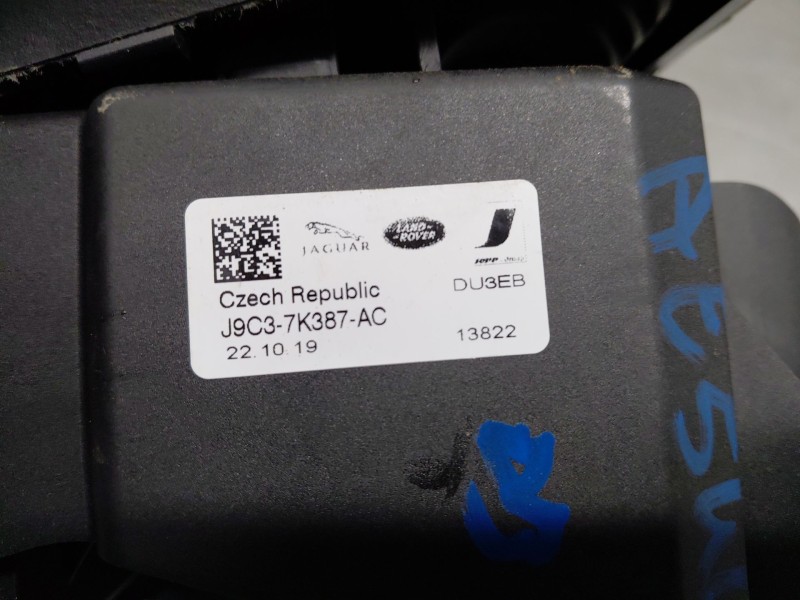 JAGUAR
LAND ROVER
Czech Republic
DU3EB
J9C3-7K387-AC
22.10.19
13822